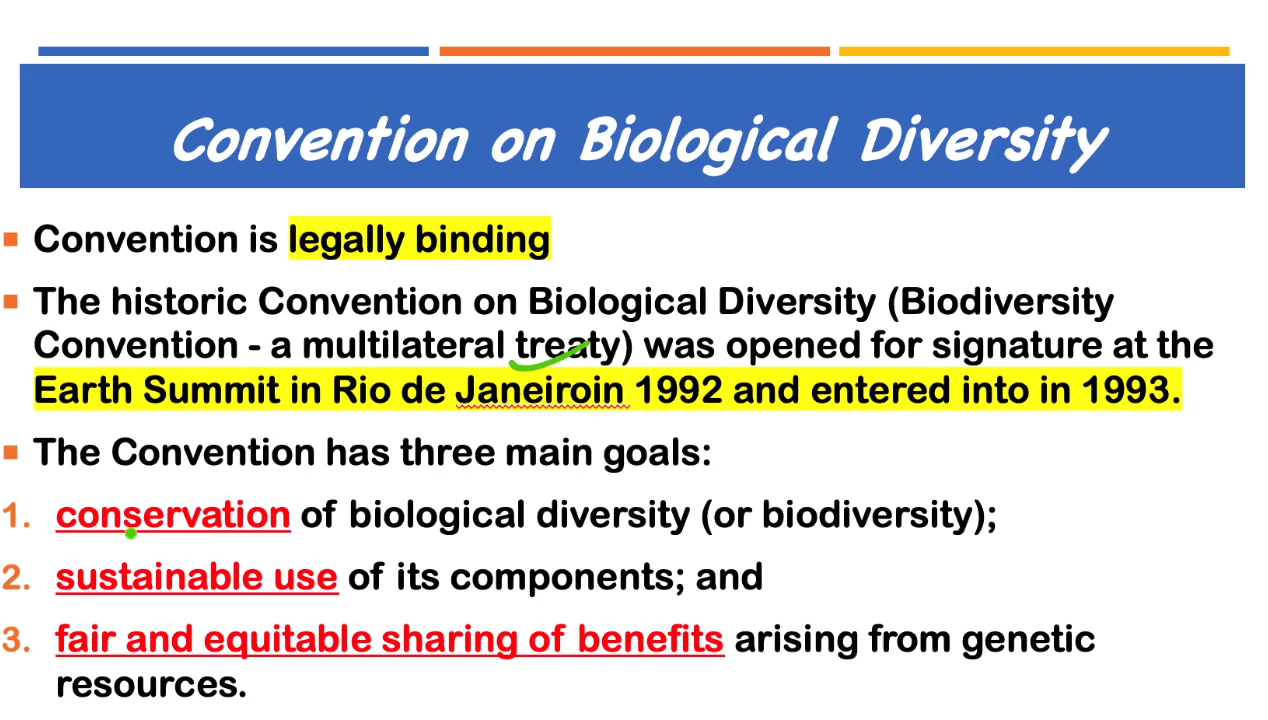 Convention on Biological Diversity
▪ Convention is legally binding
▪ The historic Convention on Biological Diversity (Biodiversity
Convention - a multilateral treaty) was opened for signature at the
Earth Summit in Rio de Janeiroin 1992 and entered into in 1993.
▪ The Convention has three main goals:
1. conservation of biological diversity (or biodiversity);
2. sustainable use of its components; and
3. fair and equitable sharing of benefits arising from genetic
resources.